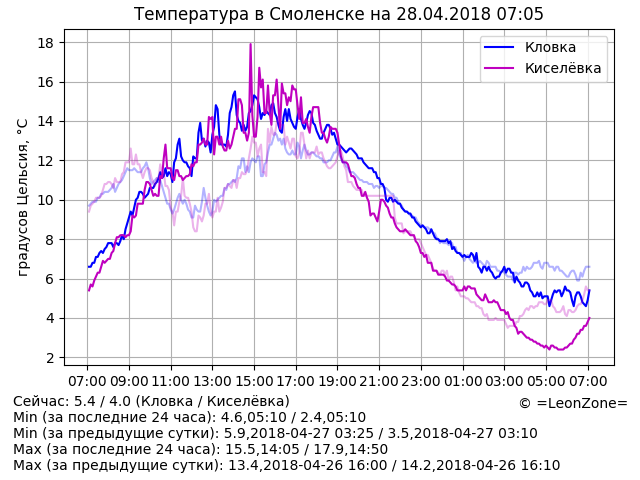 Температура в Смоленске на 28.04.2018 07:05
градусов Цельсия, °C
18
16
14
12
10
8
6
4
2
Кловка
Киселёвка
07:00 09:00 11:00 13:00 15:00 17:00 19:00 21:00 23:00 01:00 03:00 05:00 07:00
Сейчас: 5.4 / 4.0 (Кловка / Киселёвка)
© =LeonZone=
Min (за последние 24 часа): 4.6,05:10 / 2.4,05:10
Min (за предыдущие сутки): 5.9,2018-04-27 03:25 / 3.5,2018-04-27 03:10
Max (за последние 24 часа): 15.5,14:05 / 17.9,14:50
Max (за предыдущие сутки): 13.4,2018-04-26 16:00 / 14.2,2018-04-26 16:10